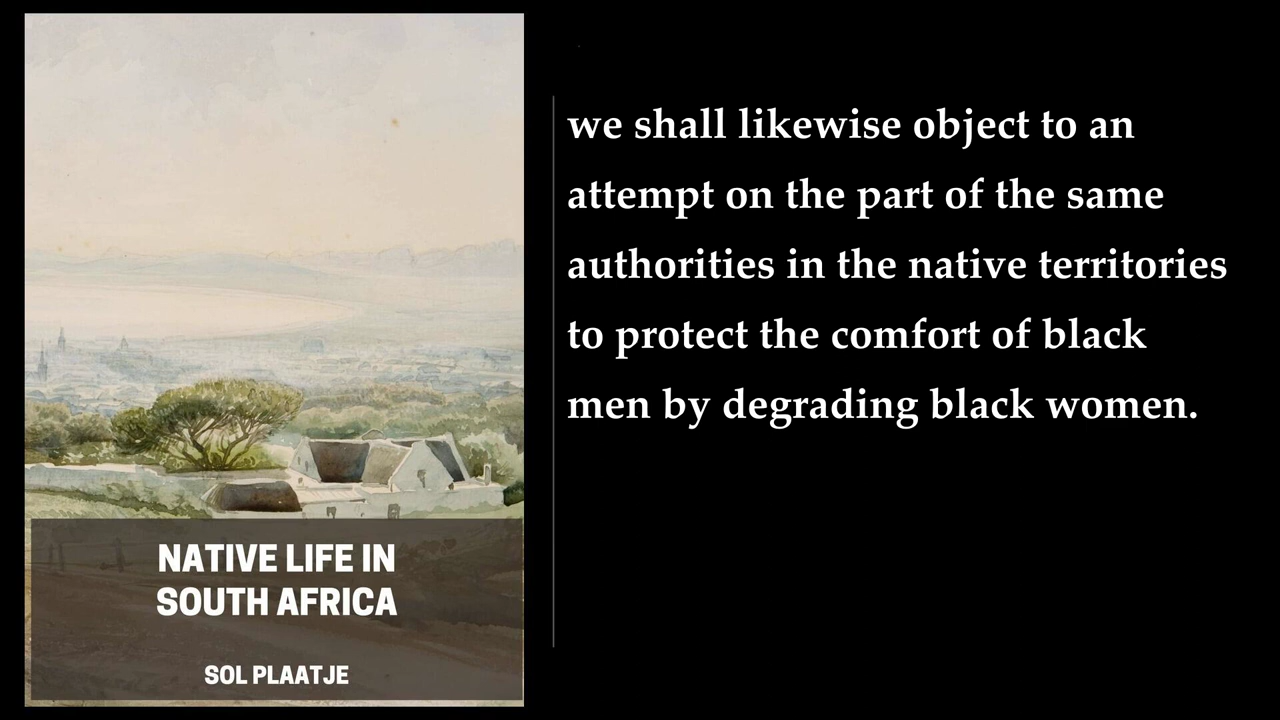 we shall likewise object to an
attempt on the part of the same
authorities in the native territories
to protect the comfort of black
men by degrading black women.
NATIVE LIFE IN
SOUTH AFRICA
SOL PLAATJE